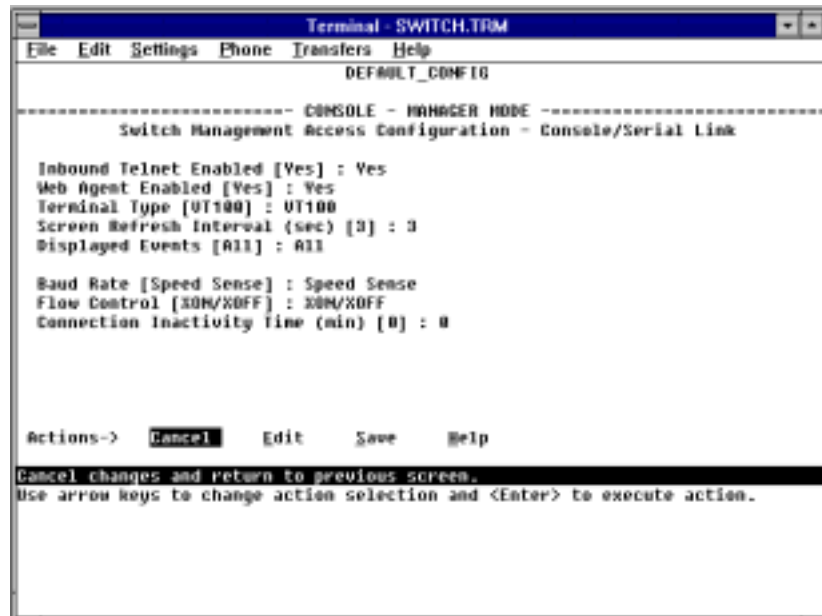 Terminal - SWITCH.TRM
File Edit Settings Phone Transfers Help
DEFAULT_CONFIG
---------------------------- CONSOLE - MANAGER MODE -----------------------------
Switch Management Access Configuration - Console/Serial Link
Inbound Telnet Enabled [Yes] : Yes
Web Agent Enabled [Yes] : Yes
Terminal Type [VT100] : VT100
Screen Refresh Interval (sec) [3] : 3
Displayed Events [All] : All
Baud Rate [Speed Sense] : Speed Sense
Flow Control [XON/XOFF] : XON/XOFF
Connection Inactivity Time (min) [0] : 0
Actions-> Cancel Edit Save Help
Cancel changes and return to previous screen.
Use arrow keys to change action selection and <Enter> to execute action.